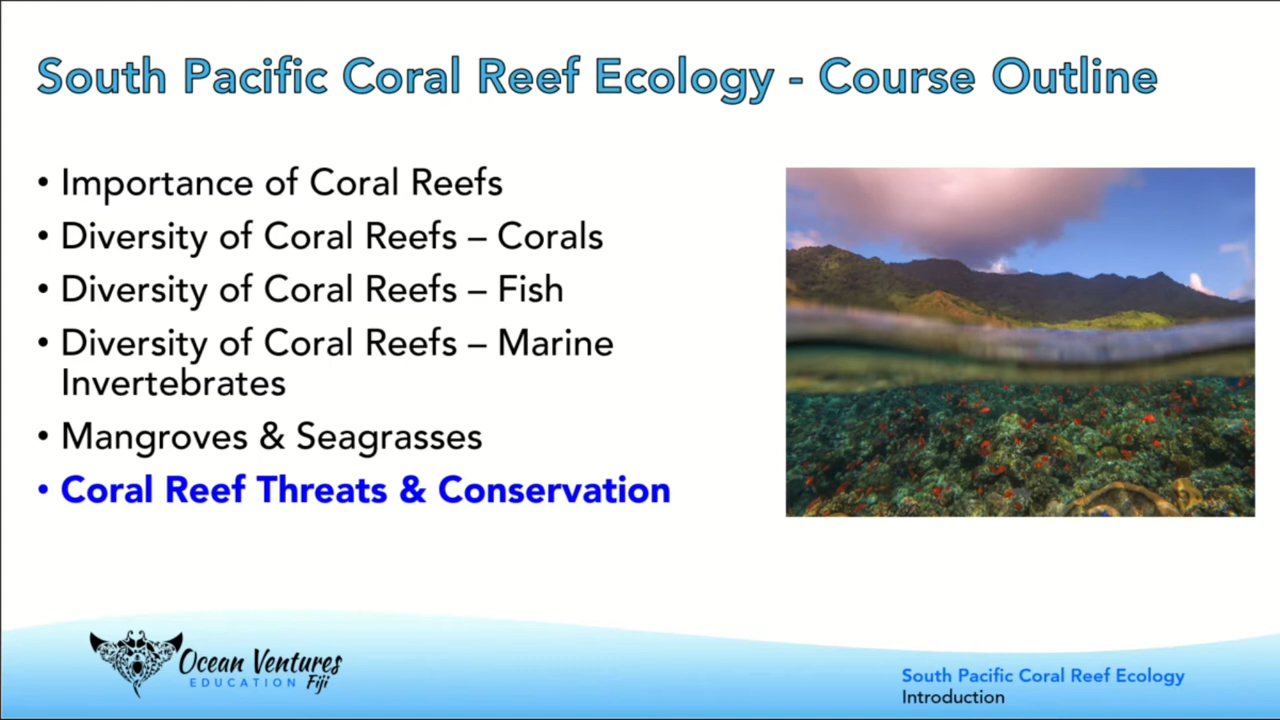 South Pacific Coral Reef Ecology - Course Outline
• Importance of Coral Reefs
• Diversity of Coral Reefs – Corals
• Diversity of Coral Reefs – Fish
• Diversity of Coral Reefs – Marine
Invertebrates
• Mangroves & Seagrasses
• Coral Reef Threats & Conservation
Ocean Ventures
EDUCATION Fiji
South Pacific Coral Reef Ecology
Introduction